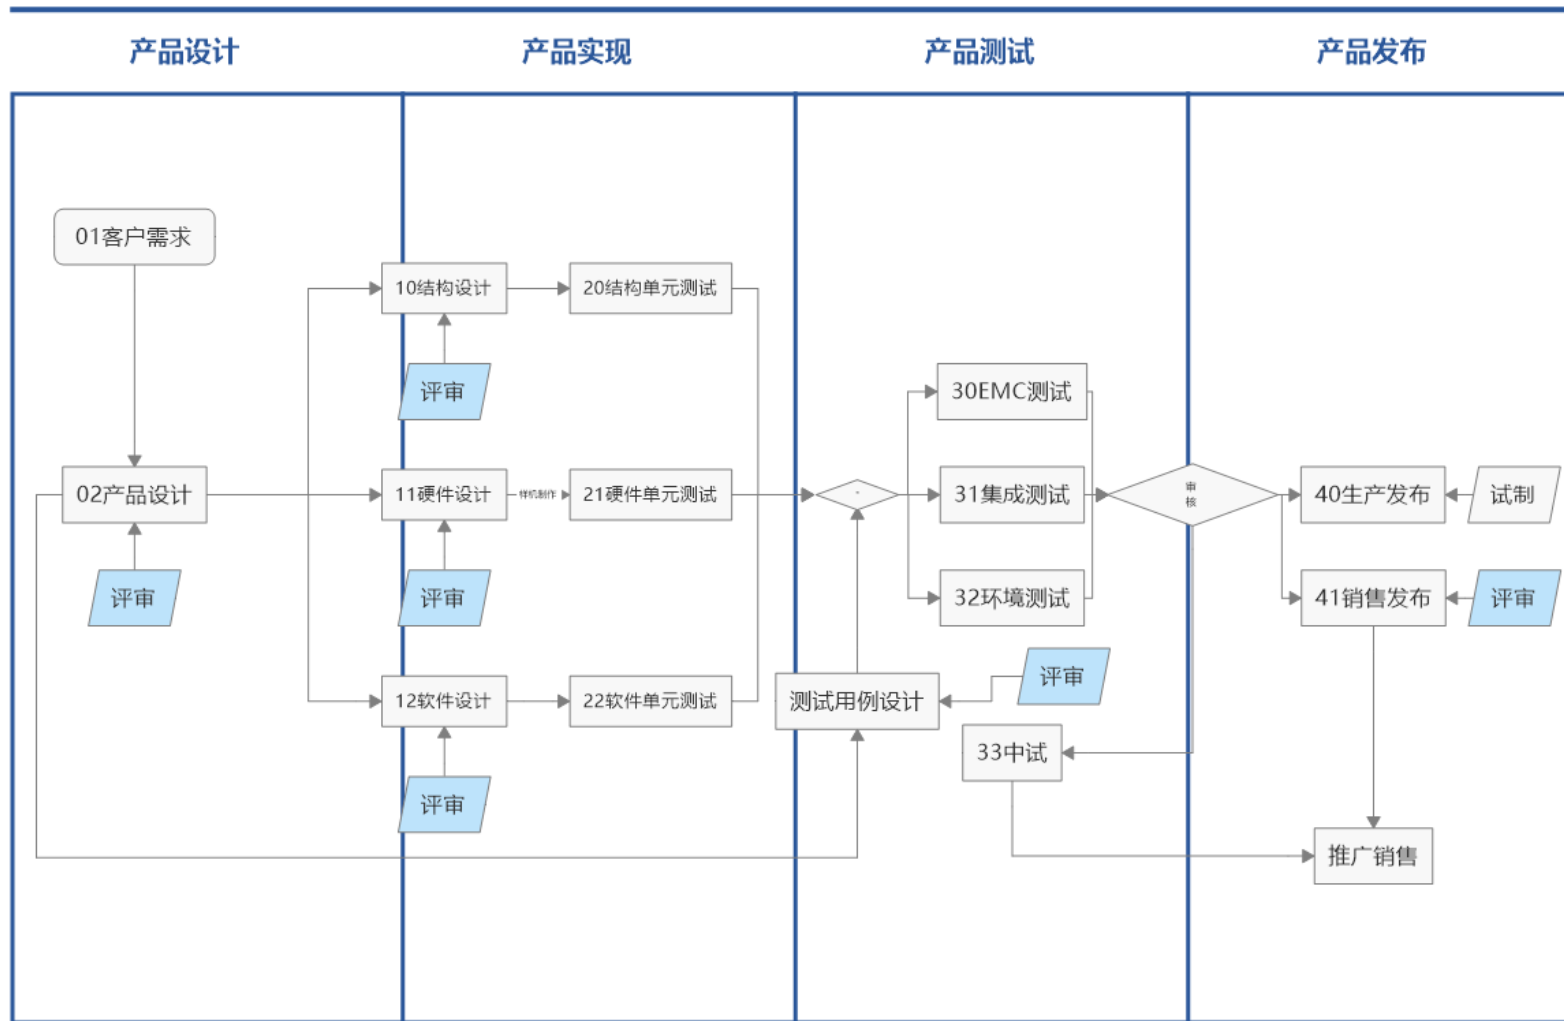 产品设计
产品实现
产品测试
产品发布
01客户需求
10结构设计
20结构单元测试
评审
30EMC测试
02产品设计
11硬件设计
样机制作
21硬件单元测试
31集成测试
审
核
40生产发布
试制
评审
评审
32环境测试
41销售发布
评审
12软件设计
22软件单元测试
测试用例设计
评审
33中试
评审
推广销售